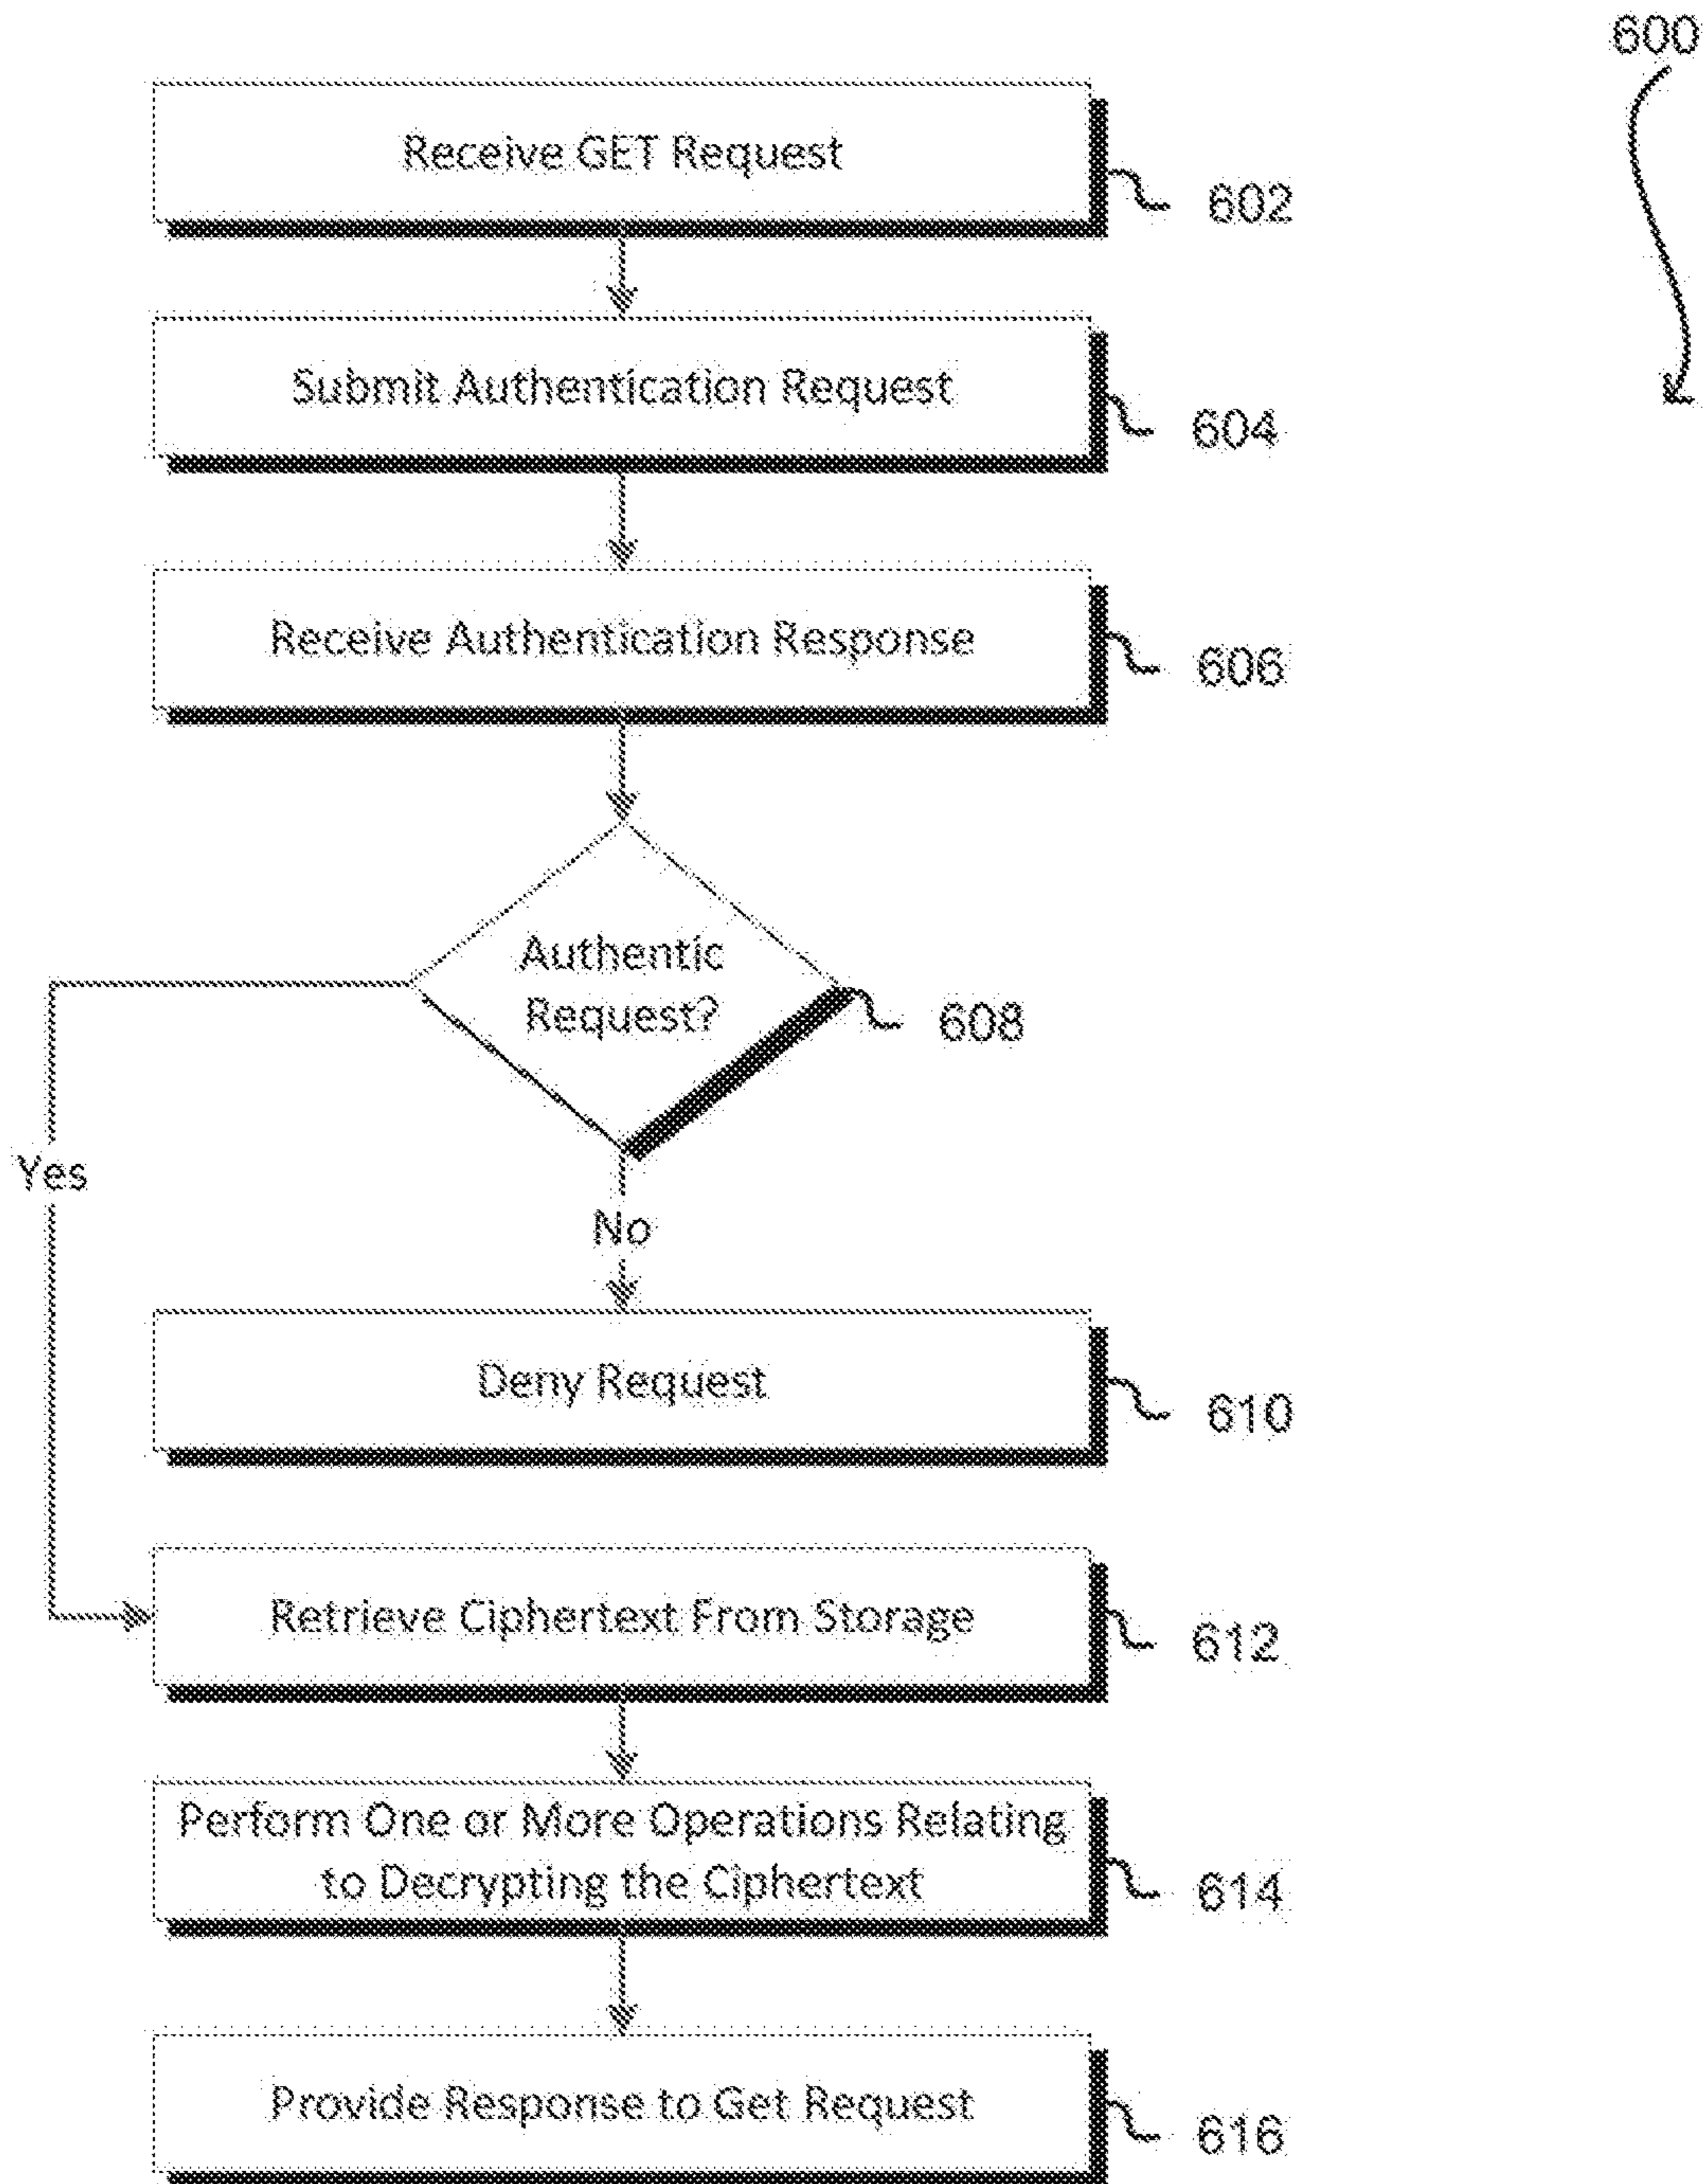 600
Receive GET Request
602
Submit Authentication Request
604
Receive Authentication Response
606
Authentic
Request?
608
Yes
No
Deny Request
610
Retrieve Ciphertext From Storage
612
Perform One or More Operations Relating
to Decrypting the Ciphertext
614
Provide Response to Get Request
616